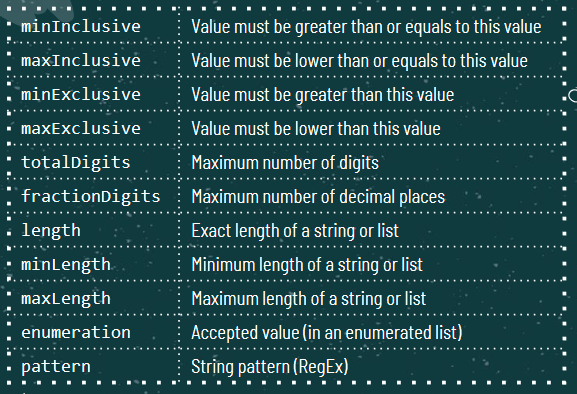 minInclusive Value must be greater than or equals to this value
maxInclusive Value must be lower than or equals to this value
minExclusive Value must be greater than this value
maxExclusive Value must be lower than this value
totalDigits Maximum number of digits
fractionDigits Maximum number of decimal places
length Exact length of a string or list
minLength Minimum length of a string or list
maxLength Maximum length of a string or list
enumeration Accepted value (in an enumerated list)
pattern String pattern (RegEx)